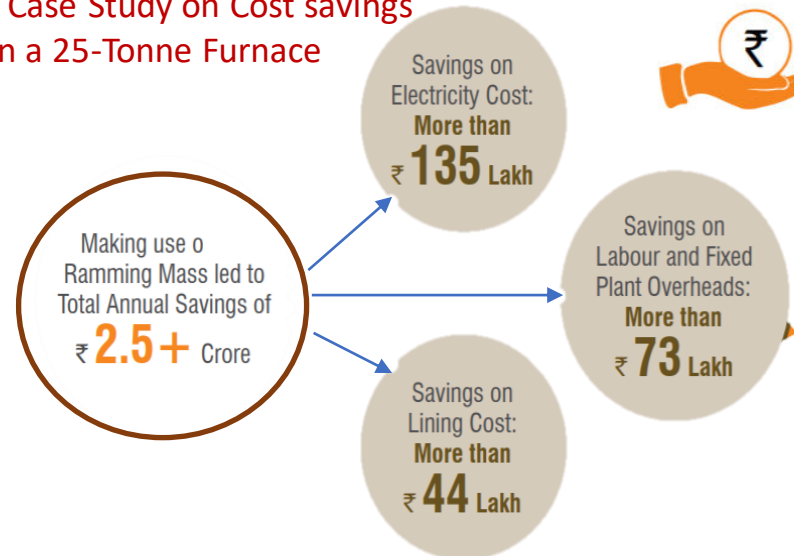 Case Study on Cost savings
n a 25-Tonne Furnace
₹
Making use o
Ramming Mass led to
Total Annual Savings of
₹ 2.5+ Crore
Savings on
Electricity Cost:
More than
₹ 135 Lakh
Savings on
Labour and Fixed
Plant Overheads:
More than
₹ 73 Lakh
Savings on
Lining Cost:
More than
₹ 44 Lakh